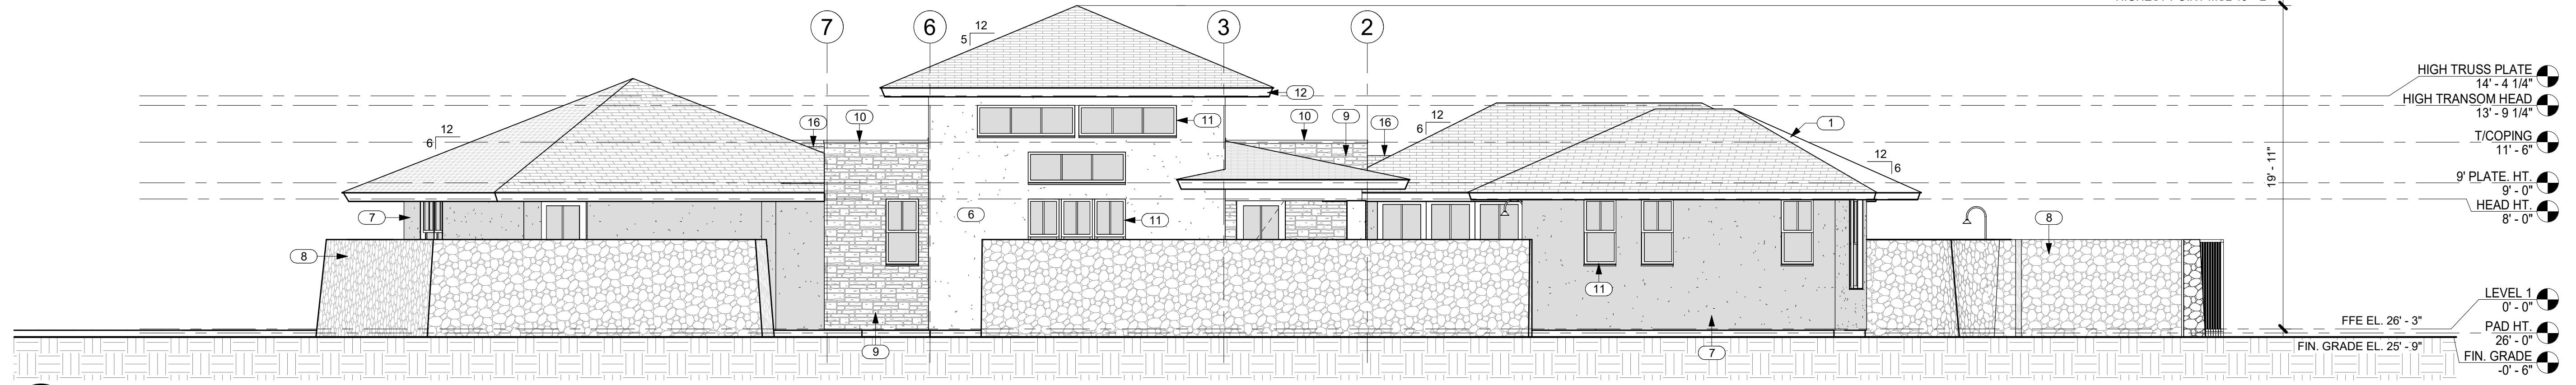 7
6
3
2
12
5
12
16
10
11
10
9
16
12
6
1
12
6
12
6
7
6
11
8
8
11
9
7
19' - 11"
HIGH TRUSS PLATE
14' - 4 1/4"
HIGH TRANSOM HEAD
13' - 9 1/4"
T/COPING
11' - 6"
9' PLATE. HT.
9' - 0"
HEAD HT.
8' - 0"
LEVEL 1
0' - 0"
FFE EL. 26' - 3"
PAD HT.
26' - 0"
FIN. GRADE EL. 25' - 9"
FIN. GRADE
-0' - 6"